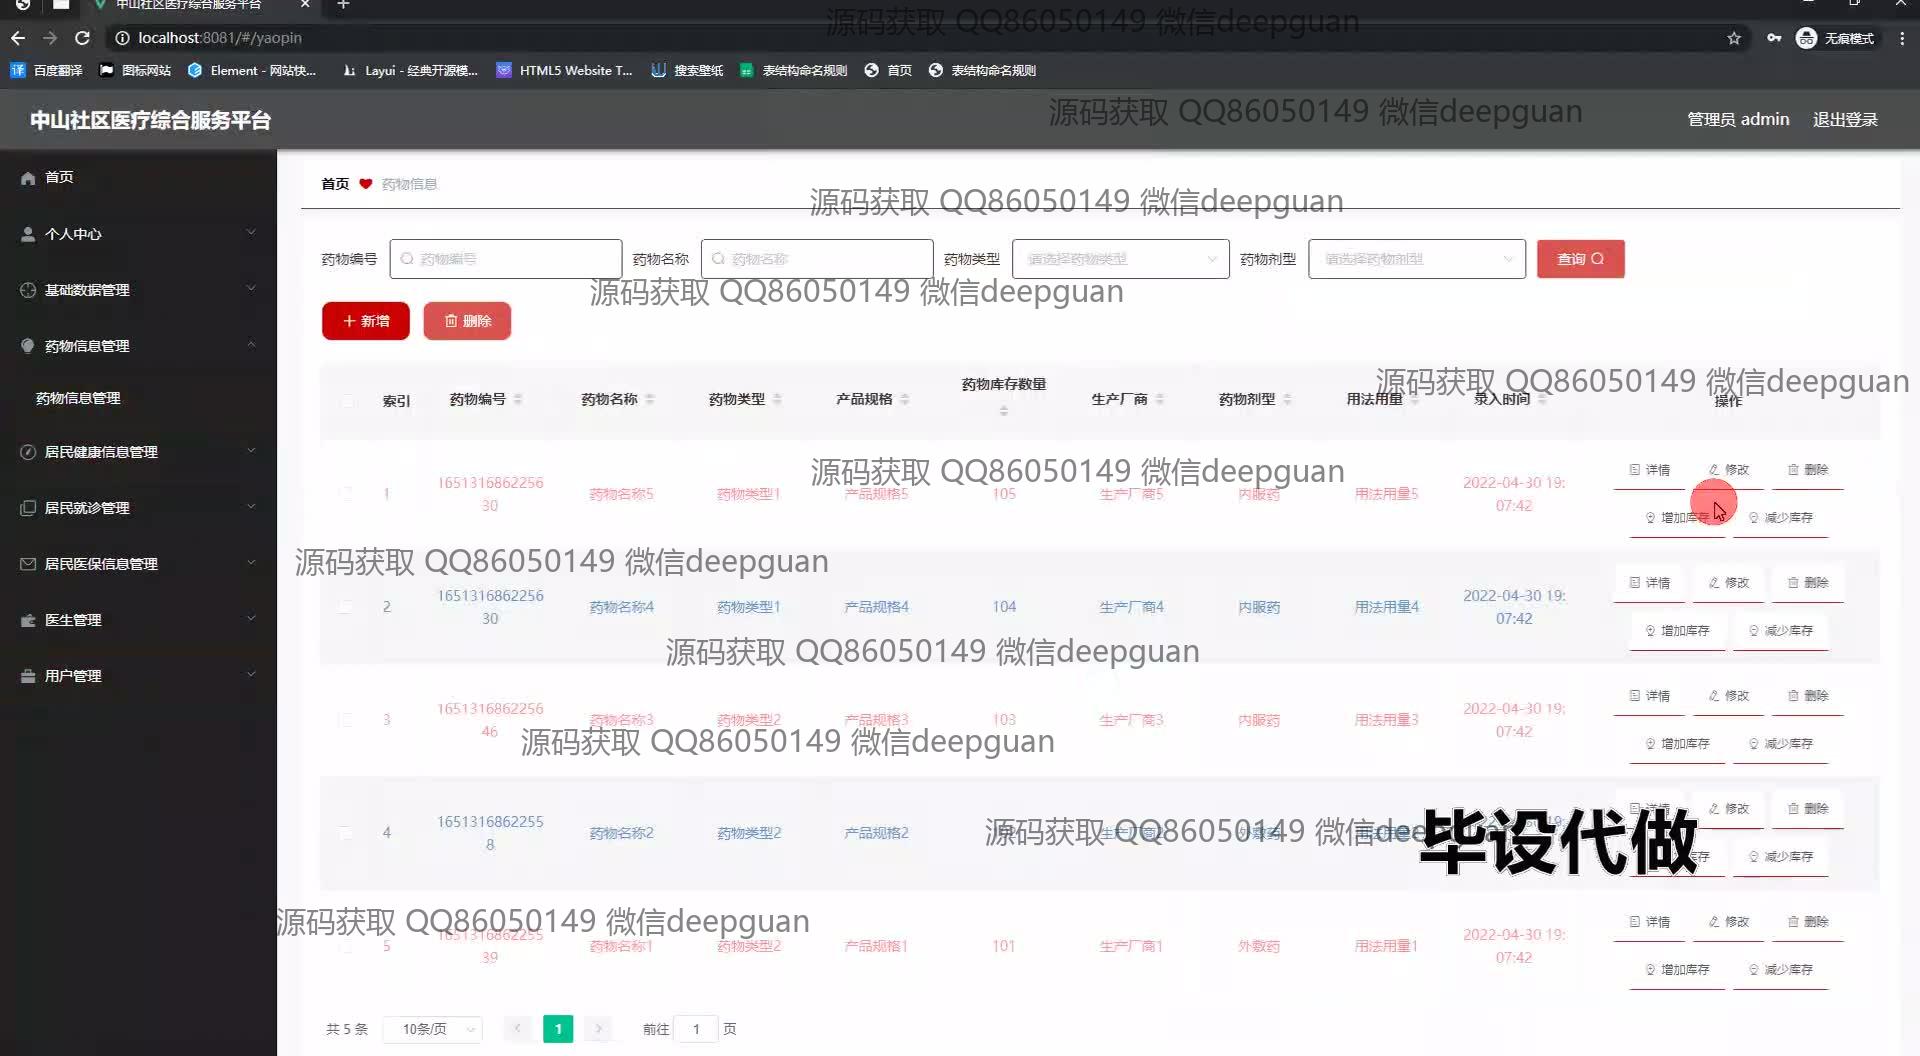 中山社区医疗综合服务平台
源码获取 QQ86050149 微信deepguan
localhost:8081/#/yaopin
无痕模式
百度翻译 图标网站 Element - 网站快... Layui - 经典开源模... HTML5 Website T... 搜索壁纸 表结构命名规则 首页 表结构命名规则
中山社区医疗综合服务平台
源码获取 QQ86050149 微信deepguan
管理员 admin 退出登录
首页
个人中心
基础数据管理
药物信息管理
药物信息管理
居民健康信息管理
居民就诊管理
居民医保信息管理
医生管理
用户管理
首页 药物信息
源码获取 QQ86050149 微信deepguan
药物编号 药物编号 药物名称 药物名称 药物类型 请选择药物类型 药物剂型 请选择药物剂型 查询
源码获取 QQ86050149 微信deepguan
新增 删除
源码获取 QQ86050149 微信deepguan
索引 药物编号 药物名称 药物类型 产品规格 药物库存数量 生产厂商 药物剂型 用法用量 录入时间 操作
源码获取 QQ86050149 微信deepguan
1 1651316862256 药物名称5 药物类型1 产品规格5 105 生产厂商5 内服药 用法用量5 2022-04-30 19: 详情 修改 删除
30 07:42 增加库存 减少库存
源码获取 QQ86050149 微信deepguan
2 1651316862256 药物名称4 药物类型1 产品规格4 104 生产厂商4 内服药 用法用量4 2022-04-30 19: 详情 修改 删除
30 07:42 增加库存 减少库存
源码获取 QQ86050149 微信deepguan
3 1651316862256 药物名称3 药物类型2 产品规格3 103 生产厂商3 内服药 用法用量3 2022-04-30 19: 详情 修改 删除
46 07:42 增加库存 减少库存
源码获取 QQ86050149 微信deepguan
4 1651316862255 药物名称2 药物类型2 产品规格2 生产厂商2 外敷药 详情 修改 删除
8 库存 减少库存
源码获取 QQ86050149 微信dee
毕设代做
源码获取 QQ86050149 微信deepguan
5 1651316862255 药物名称1 药物类型2 产品规格1 101 生产厂商1 外敷药 用法用量1 2022-04-30 19: 详情 修改 删除
39 07:42 增加库存 减少库存
共 5 条 10条/页 1 前往 1 页